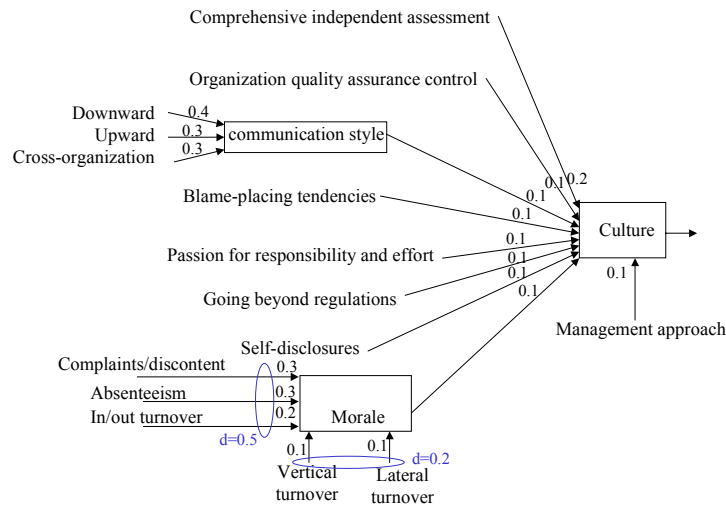 Comprehensive independent assessment
Organization quality assurance control
Downward
0.4
Upward
0.3
Cross-organization
0.3
communication style
0.2
0.1
0.1
0.1
Blame-placing tendencies
0.1
Culture
Passion for responsibility and effort
0.1
0.1
0.1
0.1
0.1
Going beyond regulations
Management approach
Self-disclosures
Complaints/discontent
0.3
Absenteeism
0.3
In/out turnover
0.2
Morale
d=0.5
0.1
0.1
d=0.2
Vertical
turnover
Lateral
turnover